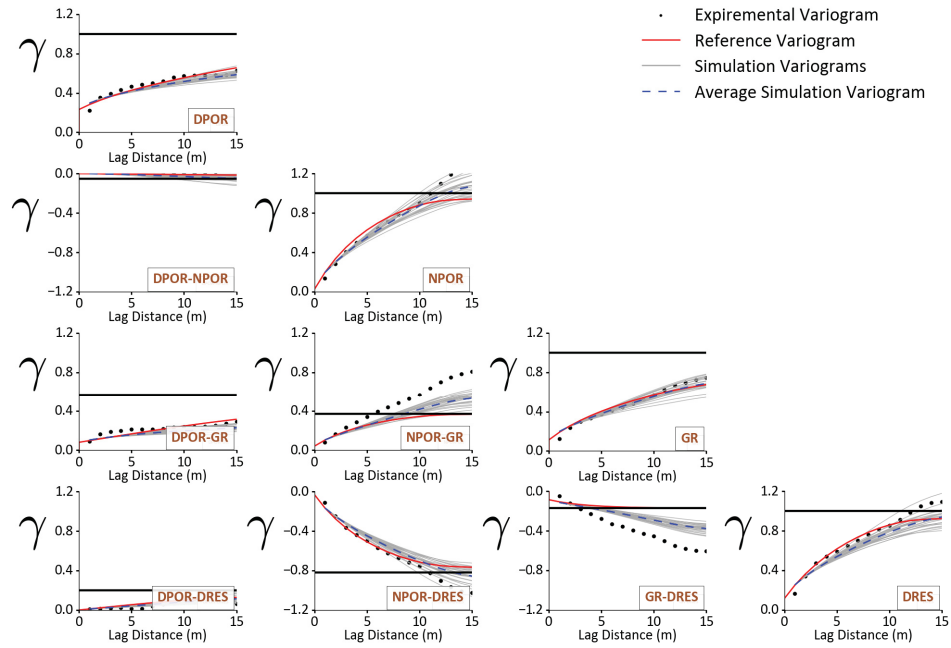 Expiremental Variogram
Reference Variogram
Simulation Variograms
Average Simulation Variogram
γ
1.2
0.8
0.4
0.0
DPOR
0 5 10 15
Lag Distance (m)
γ
0.0
−0.4
−0.8
−1.2
DPOR-NPOR
0 5 10 15
Lag Distance (m)
γ
1.2
0.8
0.4
0.0
NPOR
0 5 10 15
Lag Distance (m)
γ
1.2
0.8
0.4
0.0
DPOR-GR
0 5 10 15
Lag Distance (m)
γ
1.2
0.8
0.4
0.0
NPOR-GR
0 5 10 15
Lag Distance (m)
γ
1.2
0.8
0.4
0.0
GR
0 5 10 15
Lag Distance (m)
γ
1.2
0.8
0.4
0.0
DPOR-DRES
0 5 10 15
Lag Distance (m)
γ
0.0
−0.4
−0.8
−1.2
NPOR-DRES
0 5 10 15
Lag Distance (m)
γ
0.0
−0.4
−0.8
−1.2
GR-DRES
0 5 10 15
Lag Distance (m)
γ
1.2
0.8
0.4
0.0
DRES
0 5 10 15
Lag Distance (m)